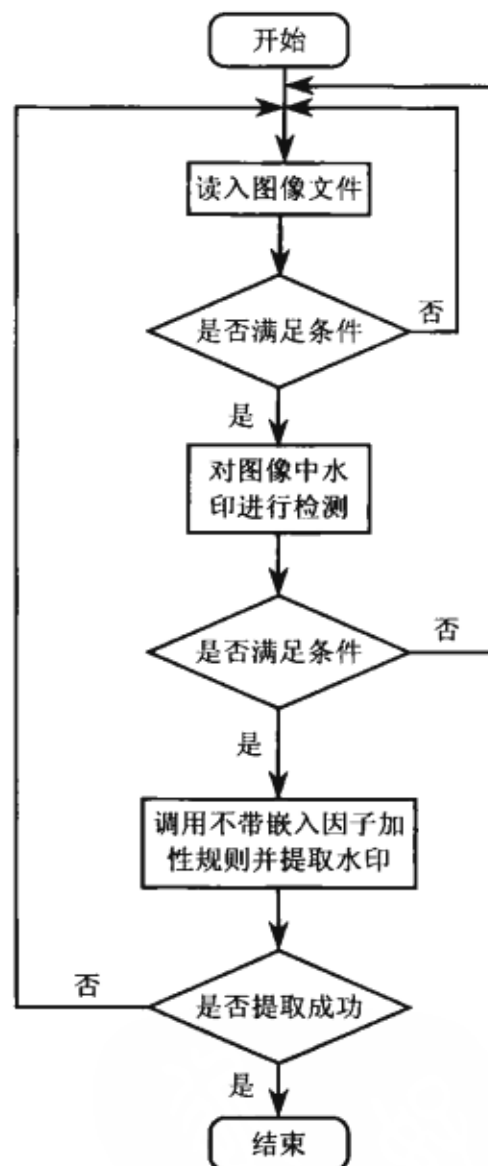 开始
读入图像文件
是否满足条件
否
是
对图像中水
印进行检测
是否满足条件
否
是
调用不带嵌入因子加
性规则并提取水印
是否提取成功
否
是
结束